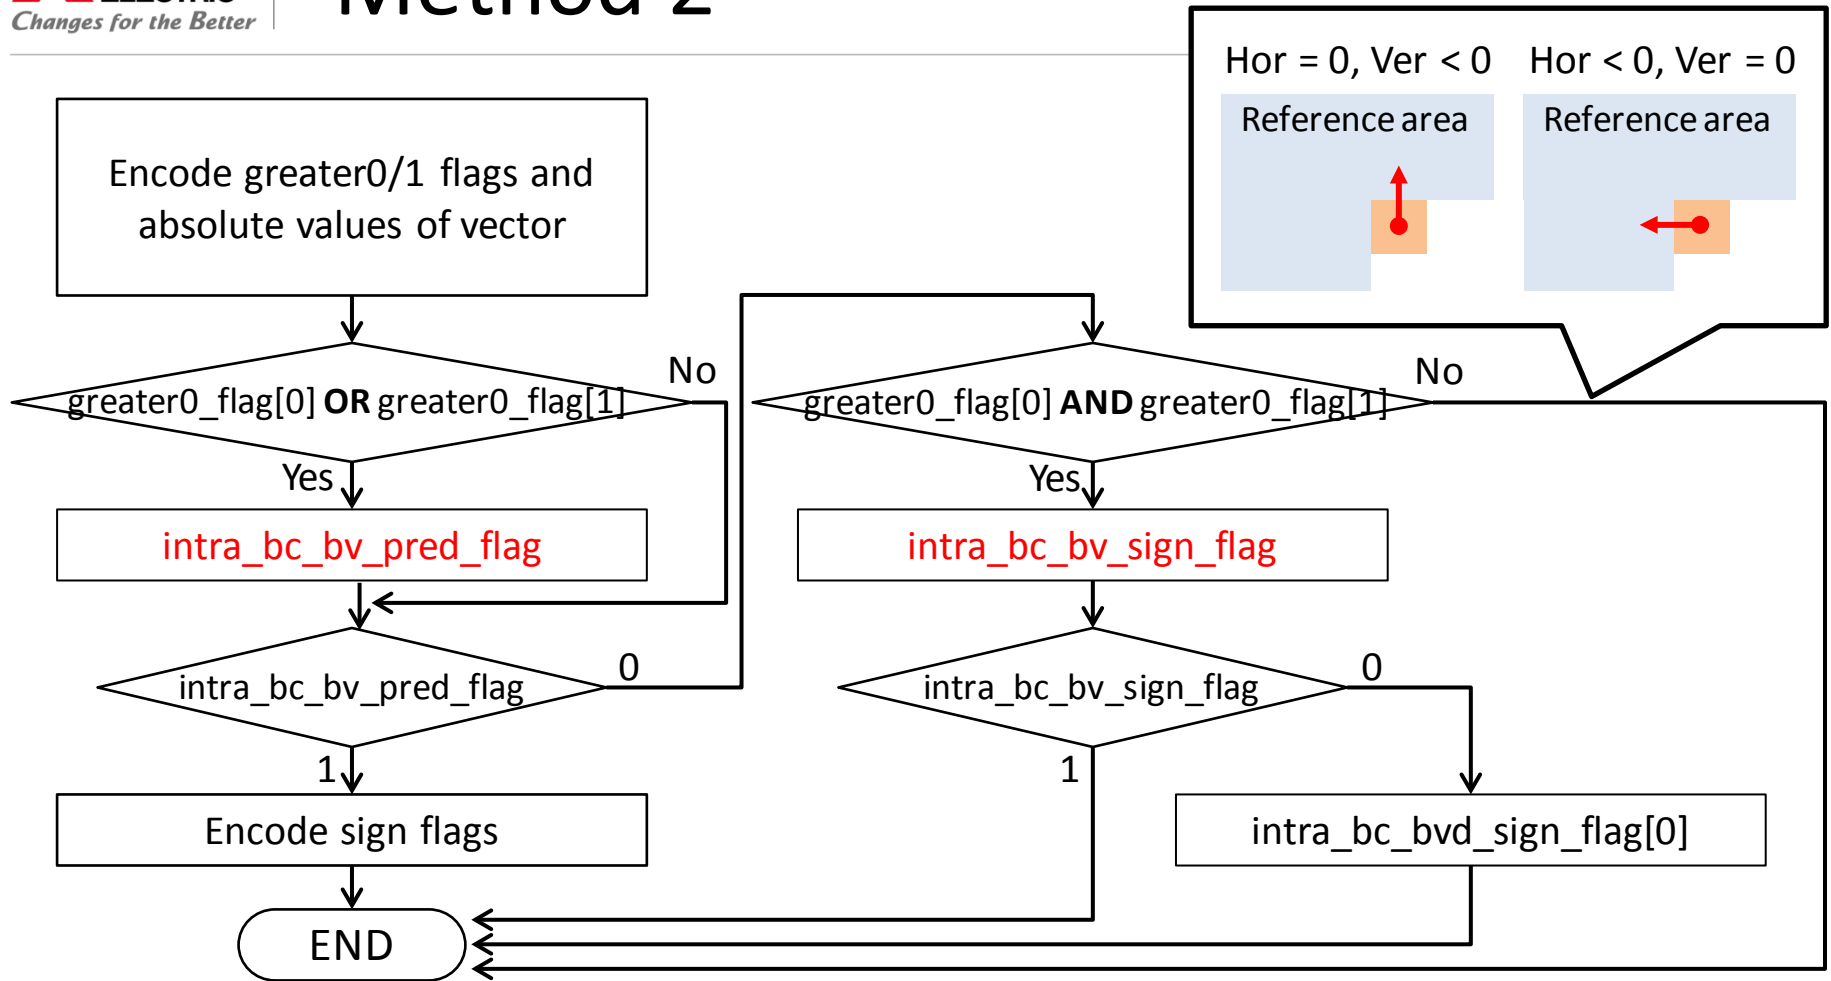 Changes for the Better
Method 2
Hor = 0, Ver < 0
Hor < 0, Ver = 0
Reference area
Reference area
Encode greater0/1 flags and
absolute values of vector
greater0_flag[0] OR greater0_flag[1]
No
Yes
intra_bc_bv_pred_flag
intra_bc_bv_pred_flag
0
1
Encode sign flags
END
greater0_flag[0] AND greater0_flag[1]
No
Yes
intra_bc_bv_sign_flag
intra_bc_bv_sign_flag
0
1
intra_bc_bvd_sign_flag[0]